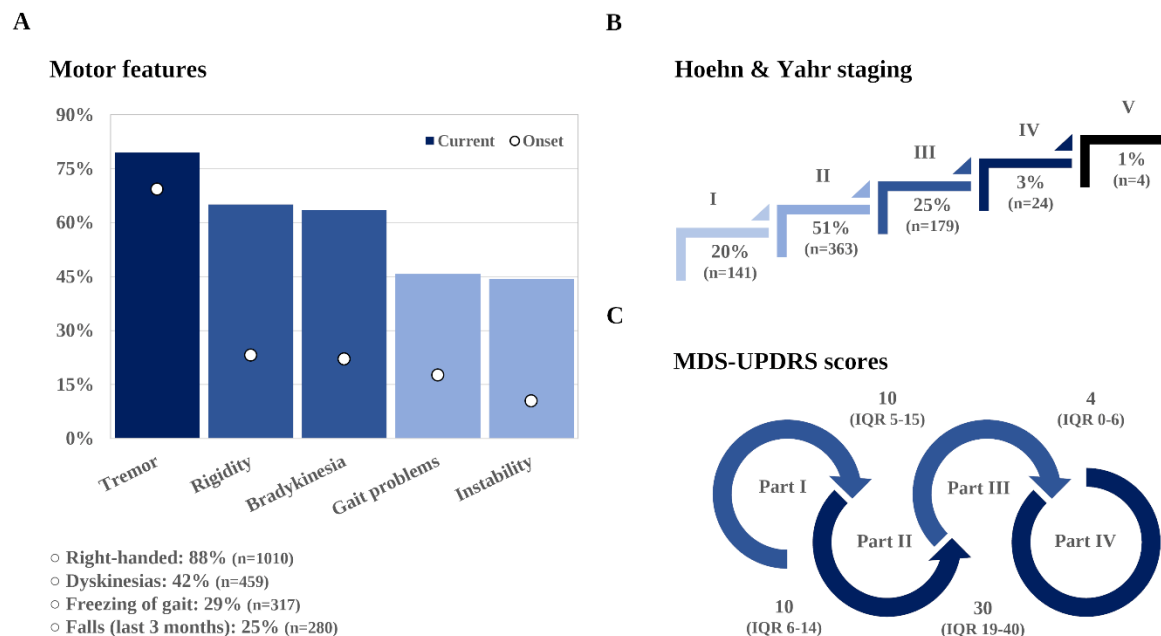 A
Motor features
90%
75%
60%
45%
30%
15%
0%
Current
Onset
Tremor
Rigidity
Bradykinesia
Gait problems
Instability
○ Right-handed: 88% (n=1010)
○ Dyskinesias: 42% (n=459)
○ Freezing of gait: 29% (n=317)
○ Falls (last 3 months): 25% (n=280)
B
Hoehn & Yahr staging
I
20%
(n=141)
II
51%
(n=363)
III
25%
(n=179)
IV
3%
(n=24)
V
1%
(n=4)
C
MDS-UPDRS scores
Part I
10
(IQR 6-14)
Part II
10
(IQR 5-15)
Part III
30
(IQR 19-40)
Part IV
4
(IQR 0-6)